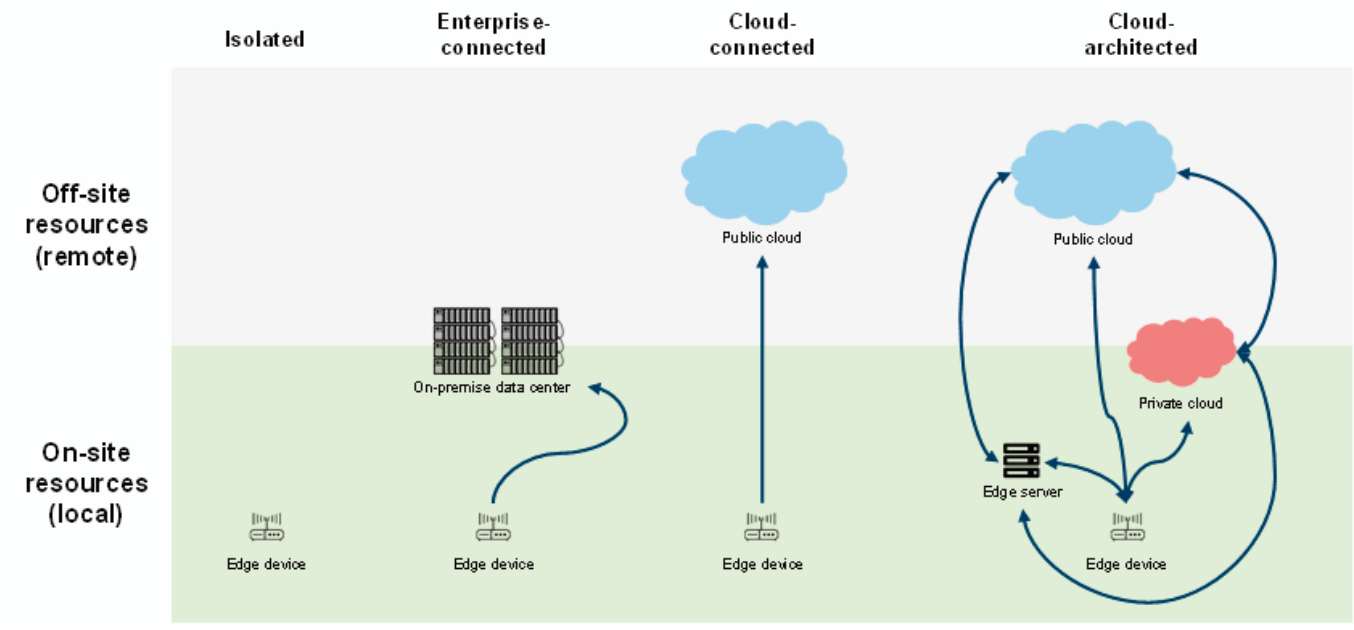 Isolated
Enterprise-
connected
Cloud-
connected
Cloud-
architected
Off-site
resources
(remote)
Public cloud
Public cloud
On-premise data center
Private cloud
On-site
resources
(local)
Edge server
Edge device
Edge device
Edge device
Edge device